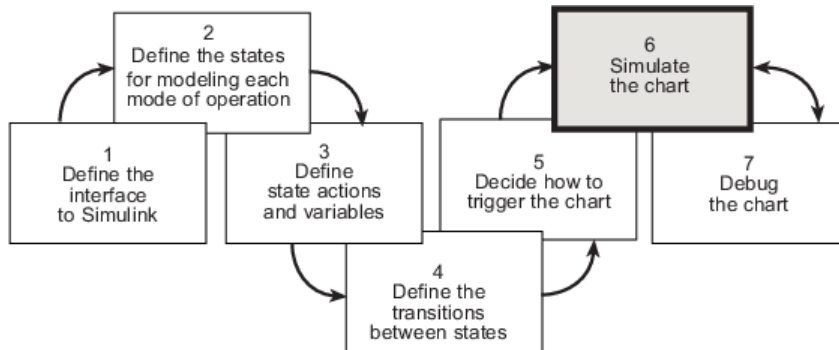 1
Define the
interface
to Simulink
2
Define the states
for modeling each
mode of operation
3
Define
state actions
and variables
4
Define the
transitions
between states
5
Decide how to
trigger the chart
6
Simulate
the chart
7
Debug
the chart